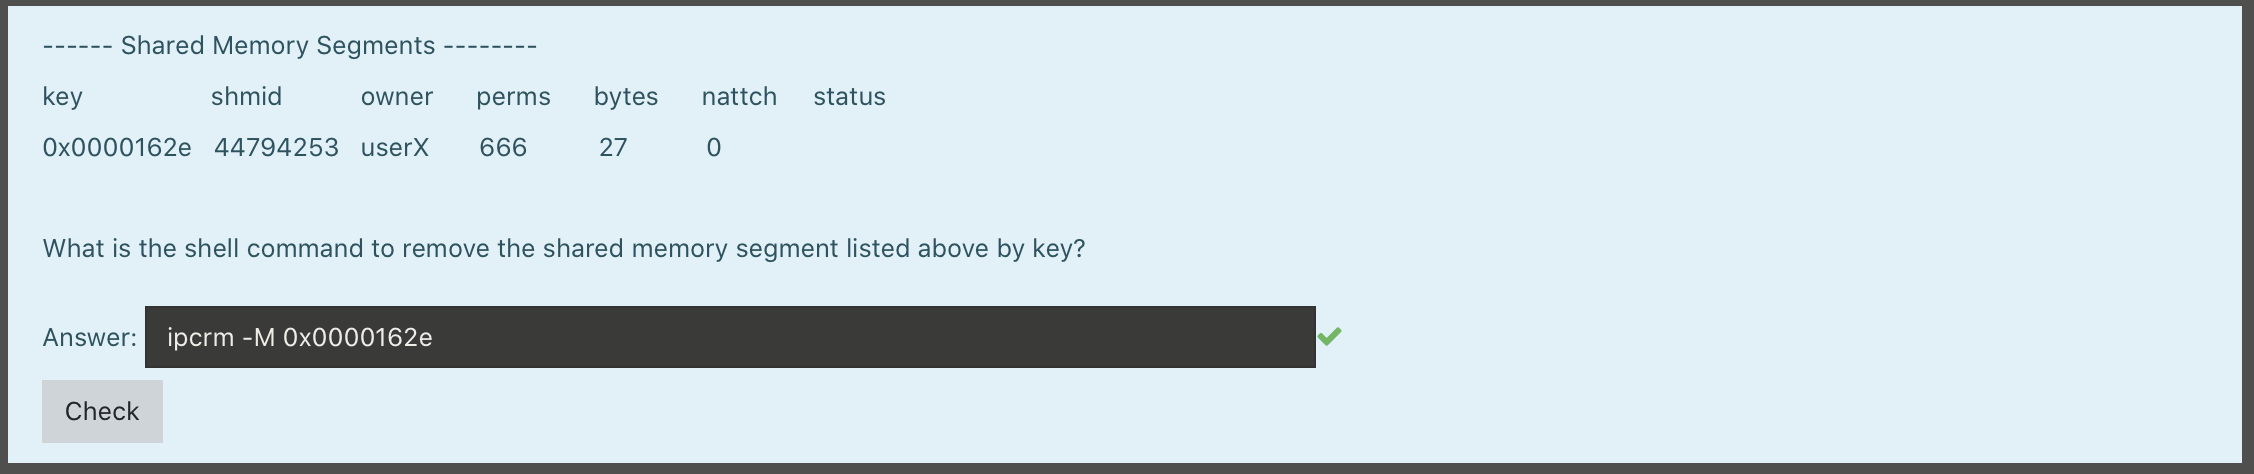 ------ Shared Memory Segments --------
key shmid owner perms bytes nattch status
0x0000162e 44794253 userX 666 27 0
What is the shell command to remove the shared memory segment listed above by key?
Answer: ipcrm -M 0x0000162e
Check